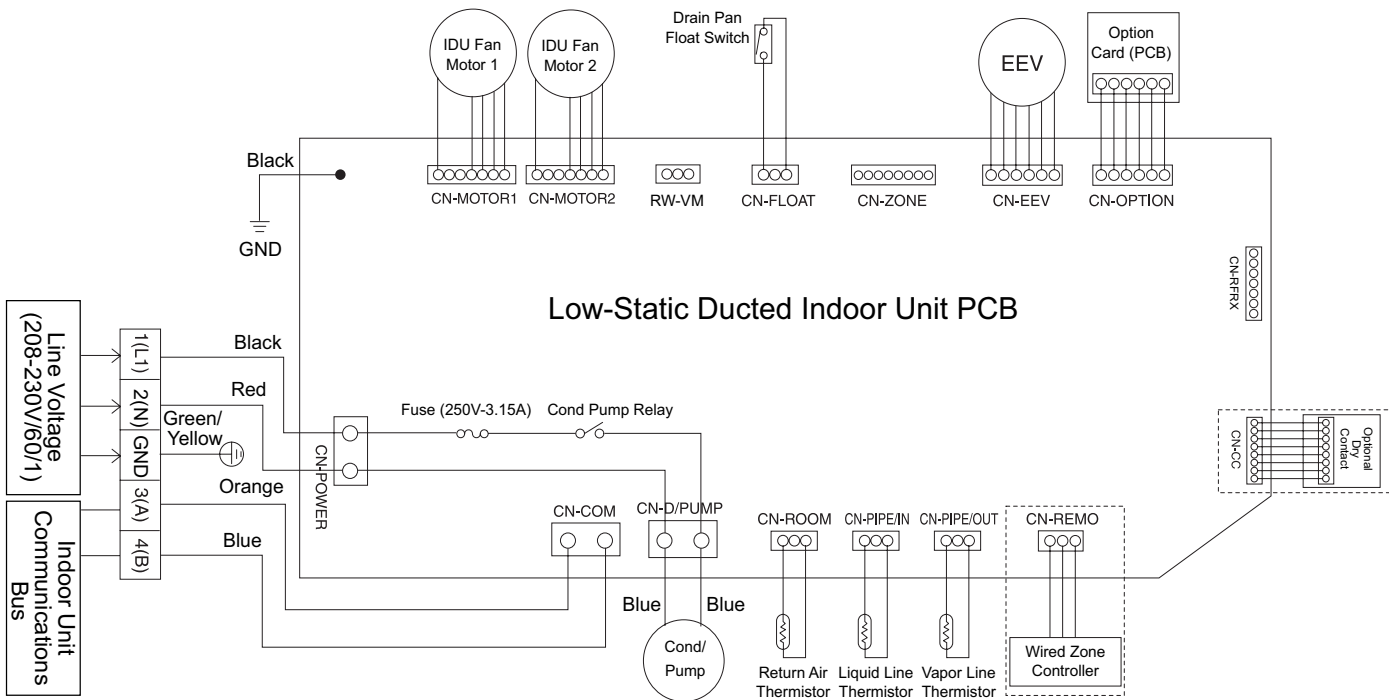 IDU Fan
Motor 1
IDU Fan
Motor 2
Drain Pan
Float Switch
EEV
Option
Card (PCB)
Black
GND
CN-MOTOR1
CN-MOTOR2
RW-VM
CN-FLOAT
CN-ZONE
CN-EEV
CN-OPTION
CN-RFRX
Low-Static Ducted Indoor Unit PCB
Line Voltage
(208-230V/60/1)
1(L1)
2(N)
GND
3(A)
4(B)
Black
Red
Green/
Yellow
Orange
Blue
Indoor Unit
Communications
Bus
CN-POWER
Fuse (250V-3.15A)
Cond Pump Relay
CN-COM
CN-D/PUMP
CN-ROOM
CN-PIPE/IN
CN-PIPE/OUT
CN-REMO
CN-CC
Optional
Dry
Contact
Blue
Blue
Cond/
Pump
Return Air
Thermistor
Liquid Line
Thermistor
Vapor Line
Thermistor
Wired Zone
Controller